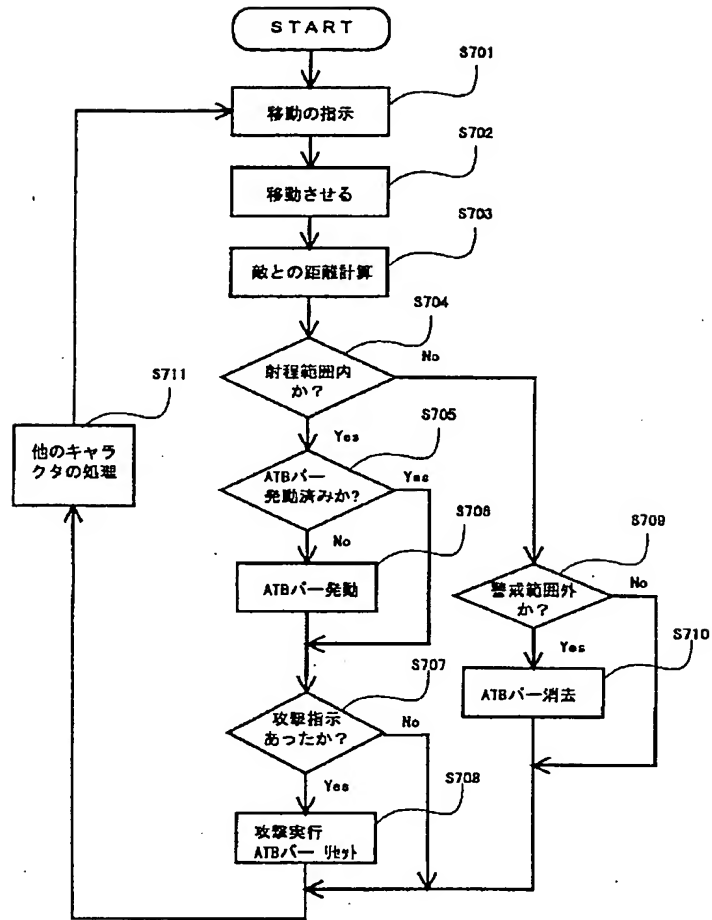 START
S701
移動の指示
S702
移動させる
S703
敵との距離計算
S704
射程範囲内
か？
No
S711
他のキャラ
クタの処理
Yes
S705
ATBバー
発動済みか？
Yes
No
S706
ATBバー発動
S709
警戒範囲外
か？
No
Yes
S710
ATBバー消去
S707
攻撃指示
あったか？
No
Yes
S708
攻撃実行
ATBバー リセット